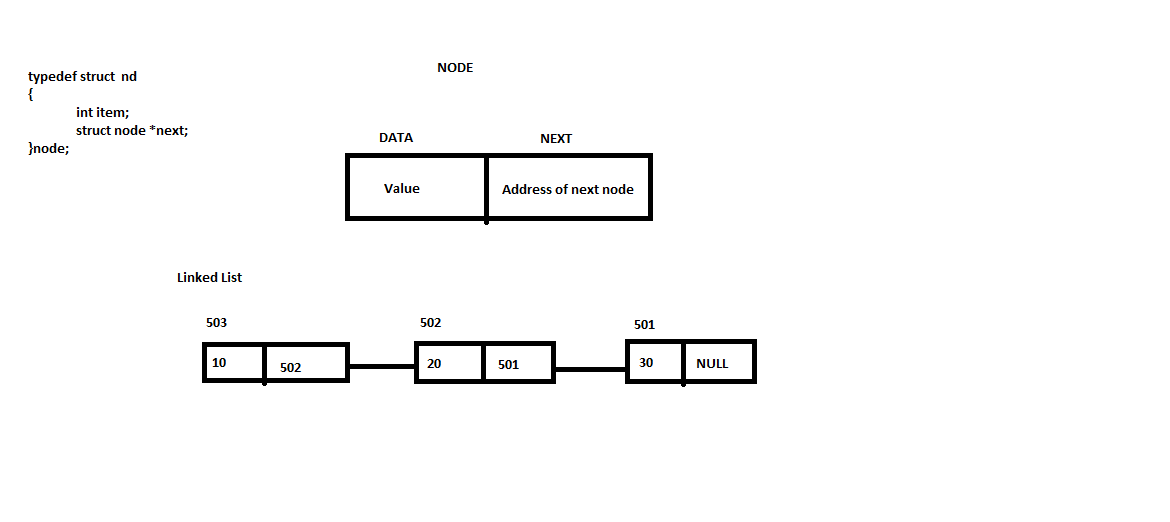 typedef struct nd
{
int item;
struct node *next;
}node;
NODE
DATA NEXT
Value Address of next node
Linked List
503 502 501
10 502 20 501 30 NULL